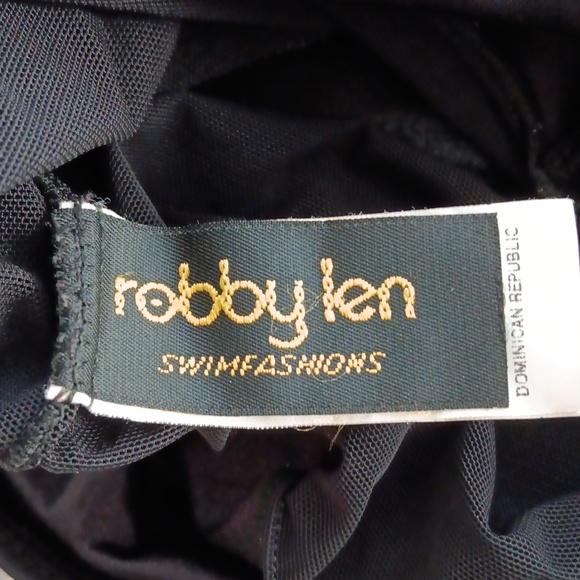 robby len
SWIMFASHIONS
DOMINICAN REPUBLIC